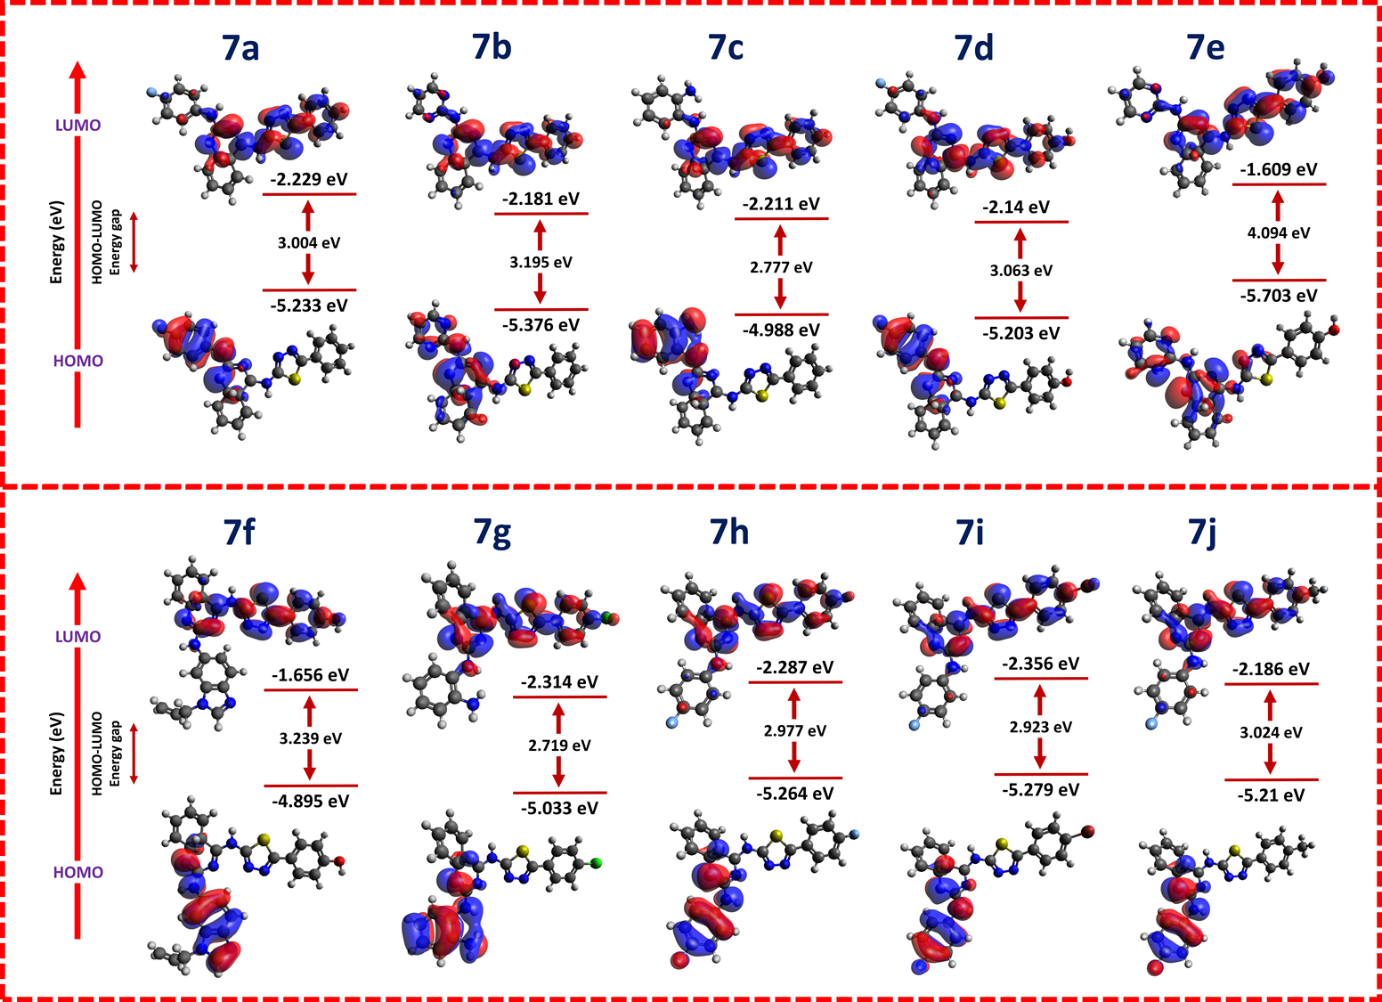 7a
7b
7c
7d
7e
LUMO
Energy (eV)
HOMO-LUMO
Energy gap
HOMO
-2.229 eV
3.004 eV
-5.233 eV
-2.181 eV
3.195 eV
-5.376 eV
-2.211 eV
2.777 eV
-4.988 eV
-2.14 eV
3.063 eV
-5.203 eV
-1.609 eV
4.094 eV
-5.703 eV
7f
7g
7h
7i
7j
LUMO
Energy (eV)
HOMO-LUMO
Energy gap
HOMO
-1.656 eV
3.239 eV
-4.895 eV
-2.314 eV
2.719 eV
-5.033 eV
-2.287 eV
2.977 eV
-5.264 eV
-2.356 eV
2.923 eV
-5.279 eV
-2.186 eV
3.024 eV
-5.21 eV